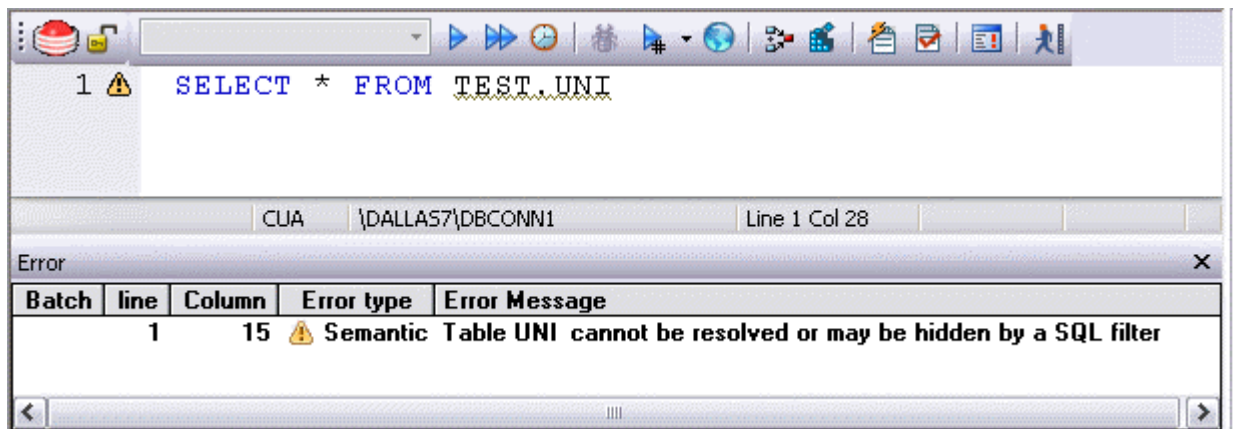 1 SELECT * FROM TEST.UNI
CUA \DALLAS7\DBCONN1 Line 1 Col 28
Error
Batch line Column Error type Error Message
1 15 Semantic Table UNI cannot be resolved or may be hidden by a SQL filter